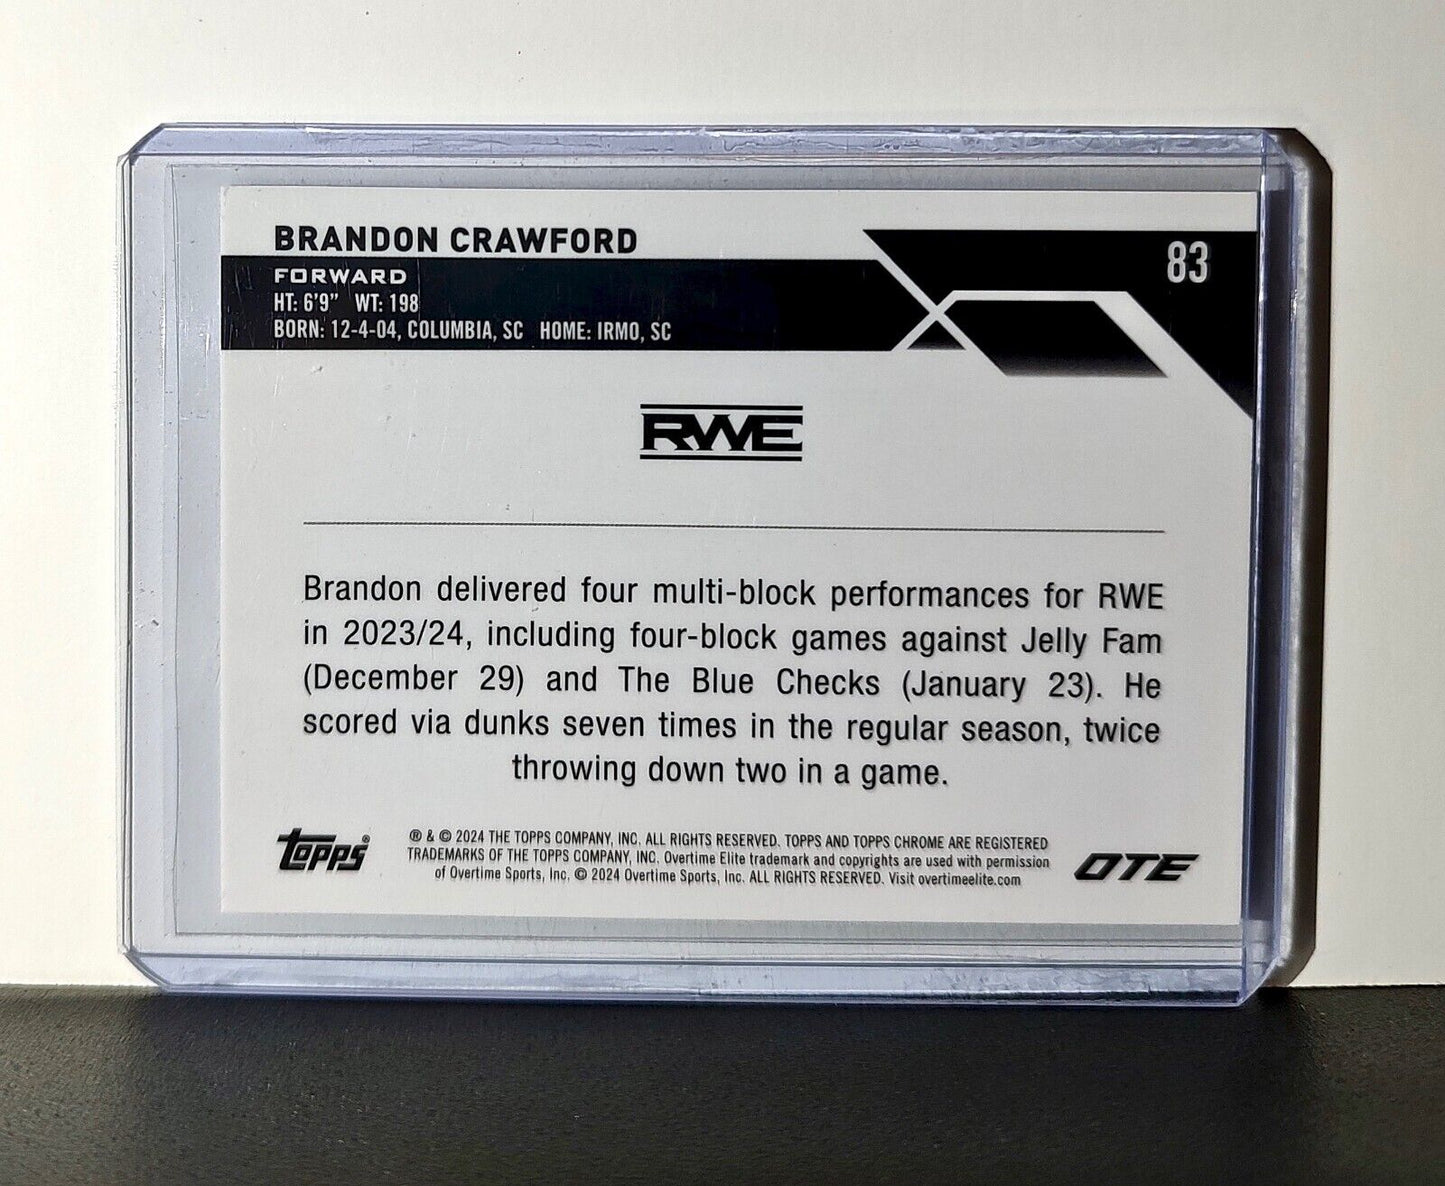 BRANDON CRAWFORD
83
FORWARD
HT: 6'9" WT: 198
BORN: 12-4-04, COLUMBIA, SC HOME: IRMO, SC
RWE
Brandon delivered four multi-block performances for RWE
in 2023/24, including four-block games against Jelly Fam
(December 29) and The Blue Checks (January 23). He
scored via dunks seven times in the regular season, twice
throwing down two in a game.
topps®
® & © 2024 THE TOPPS COMPANY, INC. ALL RIGHTS RESERVED. TOPPS AND TOPPS CHROME ARE REGISTERED
TRADEMARKS OF THE TOPPS COMPANY, INC. Overtime Elite trademark and copyrights are used with permission
of Overtime Sports, Inc. © 2024 Overtime Sports, Inc. ALL RIGHTS RESERVED. Visit overtimeelite.com
OTE